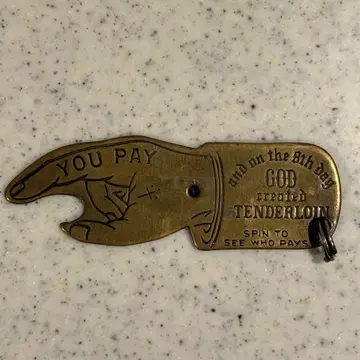 YOU PAY
and on the 8th day
GOD
created
TENDERLOIN
SPIN TO
SEE WHO PAYS